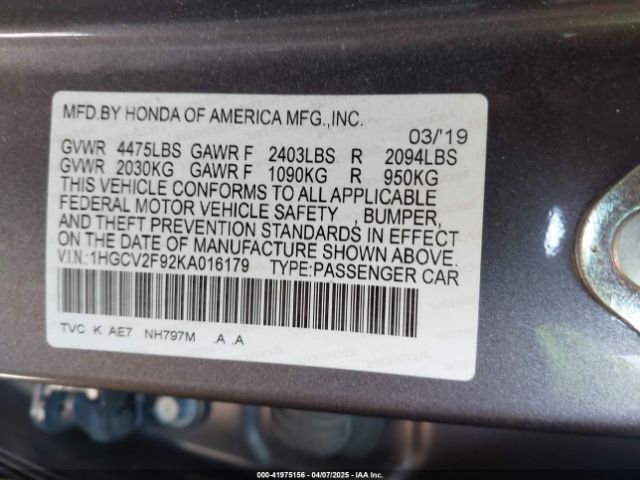 MFD.BY HONDA OF AMERICA MFG.,INC.
03/'19
GVWR 4475LBS GAWR F 2403LBS R 2094LBS
GVWR 2030KG GAWR F 1090KG R 950KG
THIS VEHICLE CONFORMS TO ALL APPLICABLE
FEDERAL MOTOR VEHICLE SAFETY , BUMPER,
AND THEFT PREVENTION STANDARDS IN EFFECT
ON THE DATE OF MANUFACTURE SHOWN ABOVE.
V.I.N.:1HGCV2F92KA016179 TYPE:PASSENGER CAR
TVC K AE7 NH797M .A .A
000-41975156 - 04/07/2025 - IAA Inc.